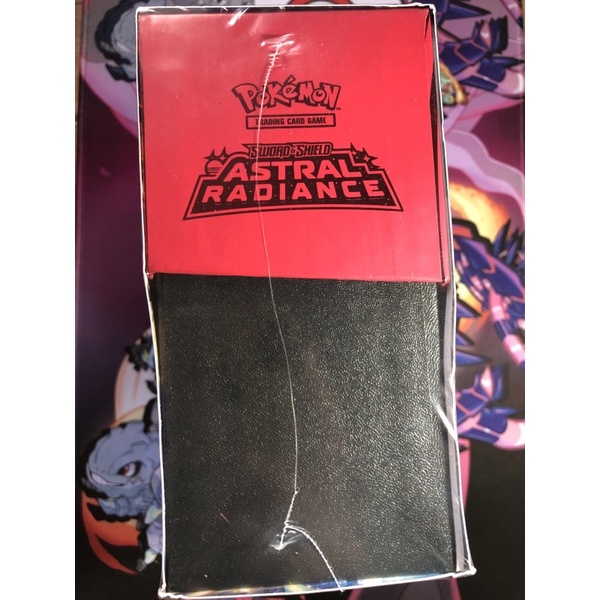 POKéMON
TRADING CARD GAME
SWORD & SHIELD
ASTRAL
RADIANCE